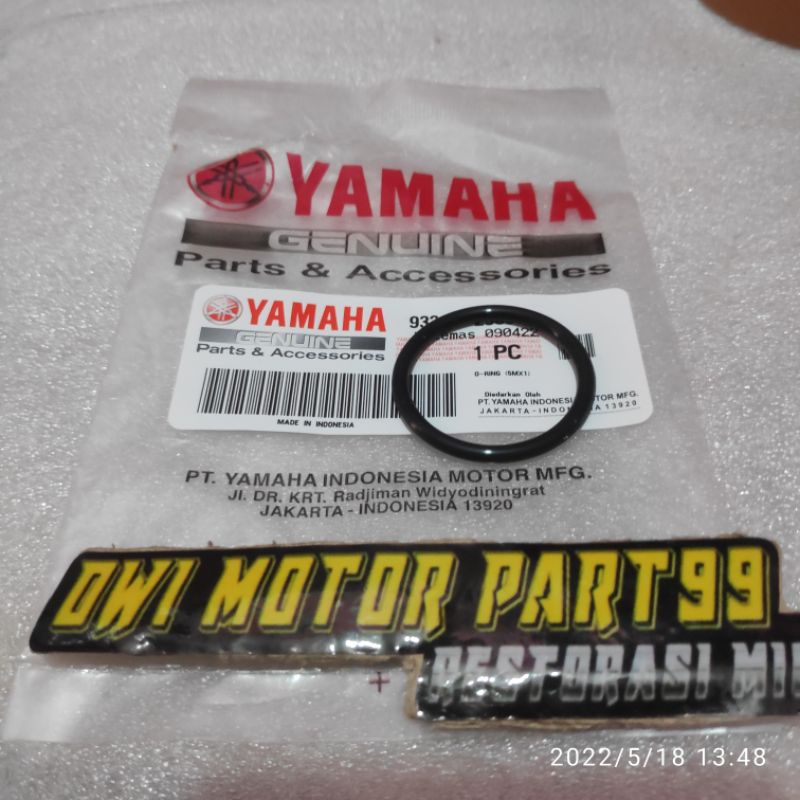 YAMAHA
GENUINE
Parts & Accessories
YAMAHA
GENUINE
Parts & Accessories
MADE IN INDONESIA
090422
1 PC
O-RING (5MX1)
Diedarkan Oleh
PT.YAMAHA INDONESIA MOTOR MFG.
JAKARTA-INDONESIA 13920
PT. YAMAHA INDONESIA MOTOR MFG.
Jl. DR. KRT. Radjiman Widyodiningrat
JAKARTA - INDONESIA 13920
DWI MOTOR PART99
RESTORASI
2022/5/18 13:48